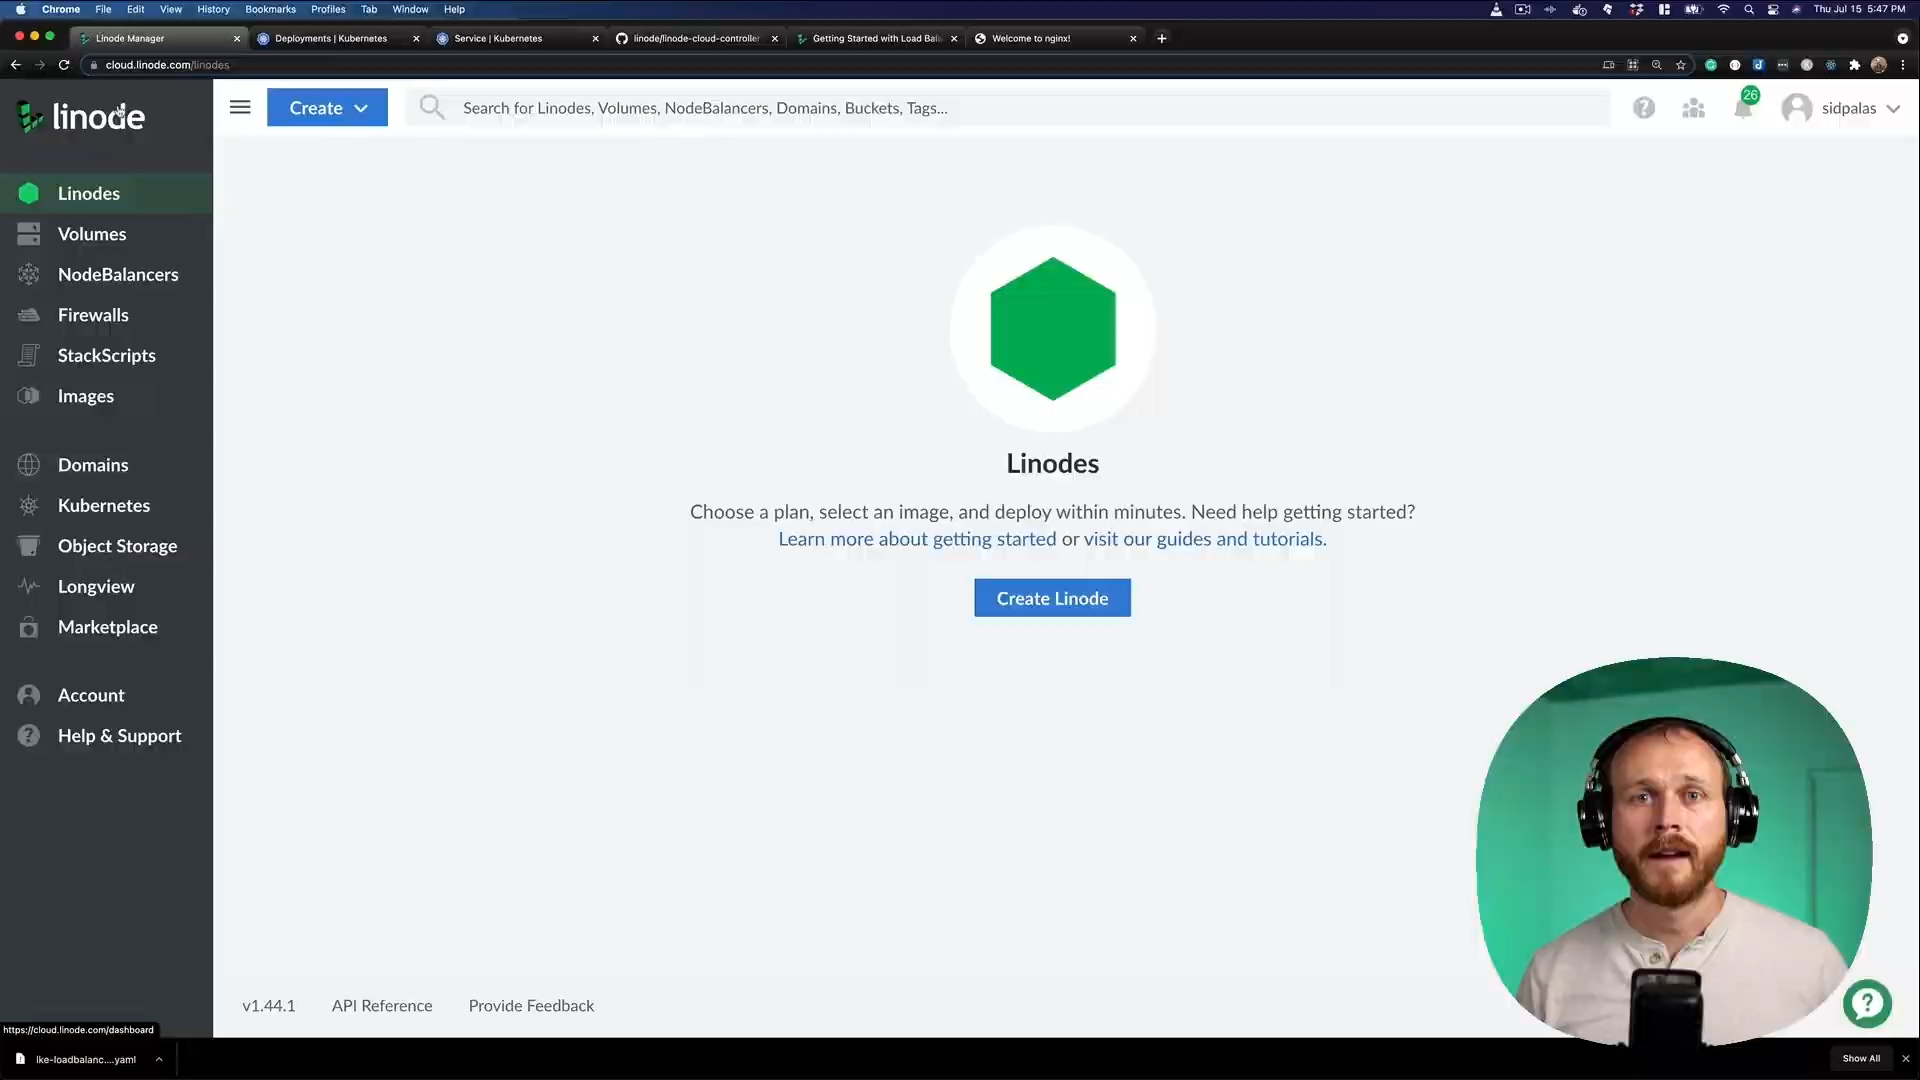 Chrome File Edit View History Bookmarks Profiles Tab Window Help
Thu Jul 15 5:47 PM
Linode Manager
Deployments | Kubernetes
Service | Kubernetes
linode/linode-cloud-controller
Getting Started with Load Bal
Welcome to nginx!
cloud.linode.com/linodes
linode
Create
Search for Linodes, Volumes, NodeBalancers, Domains, Buckets, Tags...
26
sidpalas
Linodes
Volumes
NodeBalancers
Firewalls
StackScripts
Images
Domains
Kubernetes
Object Storage
Longview
Marketplace
Account
Help & Support
Linodes
Choose a plan, select an image, and deploy within minutes. Need help getting started?
Learn more about getting started or visit our guides and tutorials.
Create Linode
v1.44.1
API Reference
Provide Feedback
https://cloud.linode.com/dashboard
lke-loadbalanc....yaml
Show All